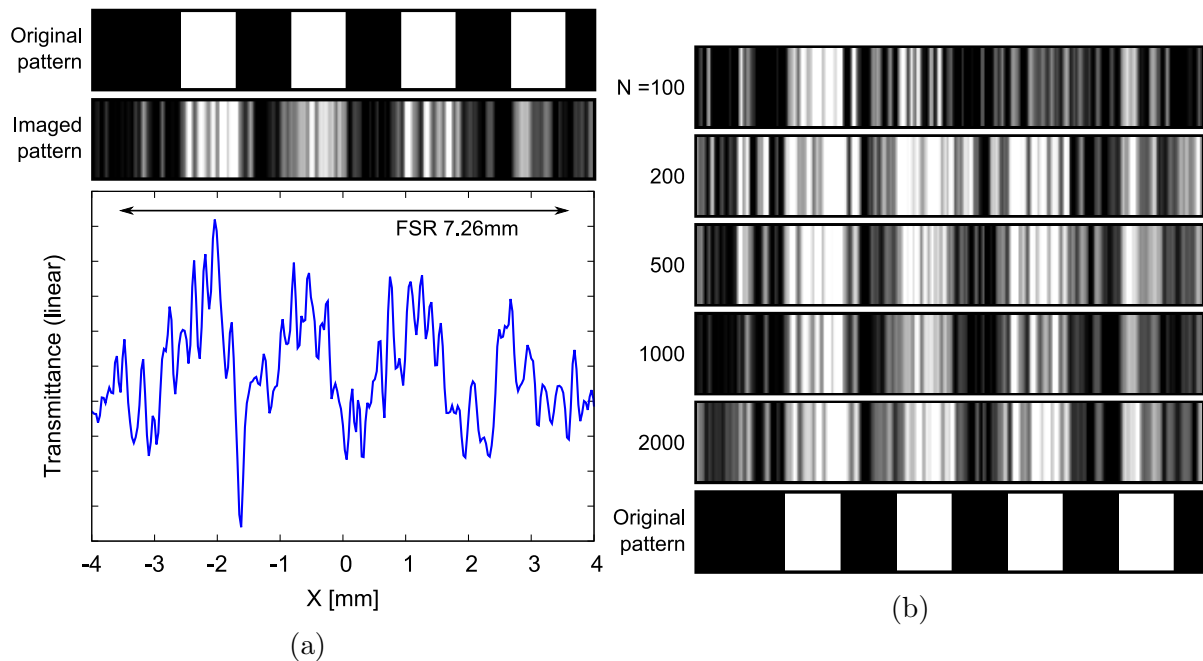 Original
pattern
Imaged
pattern
FSR 7.26mm
Transmittance (linear)
-4 -3 -2 -1 0 1 2 3 4
X [mm]
(a)
N =100
200
500
1000
2000
Original
pattern
(b)